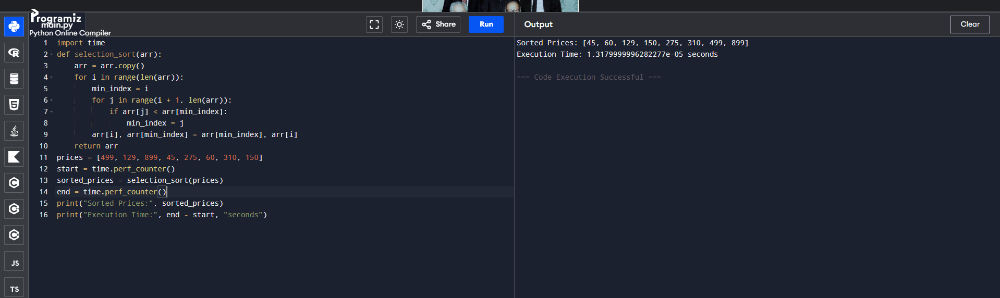 Programiz
main.py
Python Online Compiler
Share
Run
Output
Clear
1 import time
2 def selection_sort(arr):
3     arr = arr.copy()
4     for i in range(len(arr)):
5         min_index = i
6         for j in range(i + 1, len(arr)):
7             if arr[j] < arr[min_index]:
8                 min_index = j
9         arr[i], arr[min_index] = arr[min_index], arr[i]
10     return arr
11 prices = [499, 129, 899, 45, 275, 60, 310, 150]
12 start = time.perf_counter()
13 sorted_prices = selection_sort(prices)
14 end = time.perf_counter()
15 print("Sorted Prices:", sorted_prices)
16 print("Execution Time:", end - start, "seconds")
Sorted Prices: [45, 60, 129, 150, 275, 310, 499, 899]
Execution Time: 1.3179999996282277e-05 seconds
=== Code Execution Successful ===
JS
TS